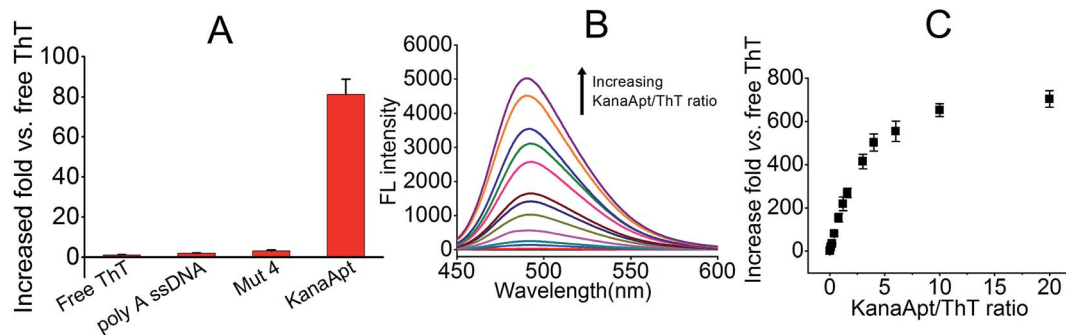 A
Increased fold vs. free ThT
100
80
60
40
20
0
Free ThT
poly A ssDNA
Mut 4
KanaApt
B
FL intensity
6000
5000
4000
3000
2000
1000
0
Increasing
KanaApt/ThT ratio
450
500
550
600
Wavelength(nm)
C
Increase fold vs. free ThT
800
600
400
200
0
0
5
10
15
20
KanaApt/ThT ratio